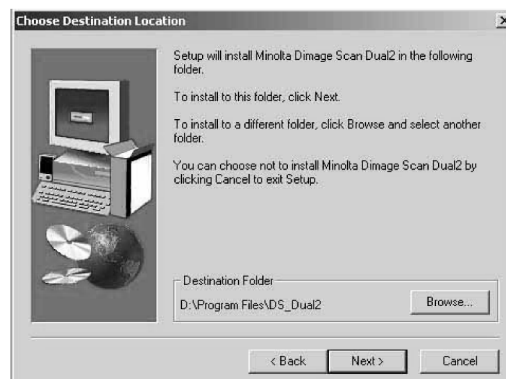 Choose Destination Location
Setup will install Minolta Dimage Scan Dual2 in the following
folder.
To install to this folder, click Next.
To install to a different folder, click Browse and select another
folder.
You can choose not to install Minolta Dimage Scan Dual2 by
clicking Cancel to exit Setup.
Destination Folder
D:\Program Files\DS_Dual2
Browse...
< Back
Next >
Cancel